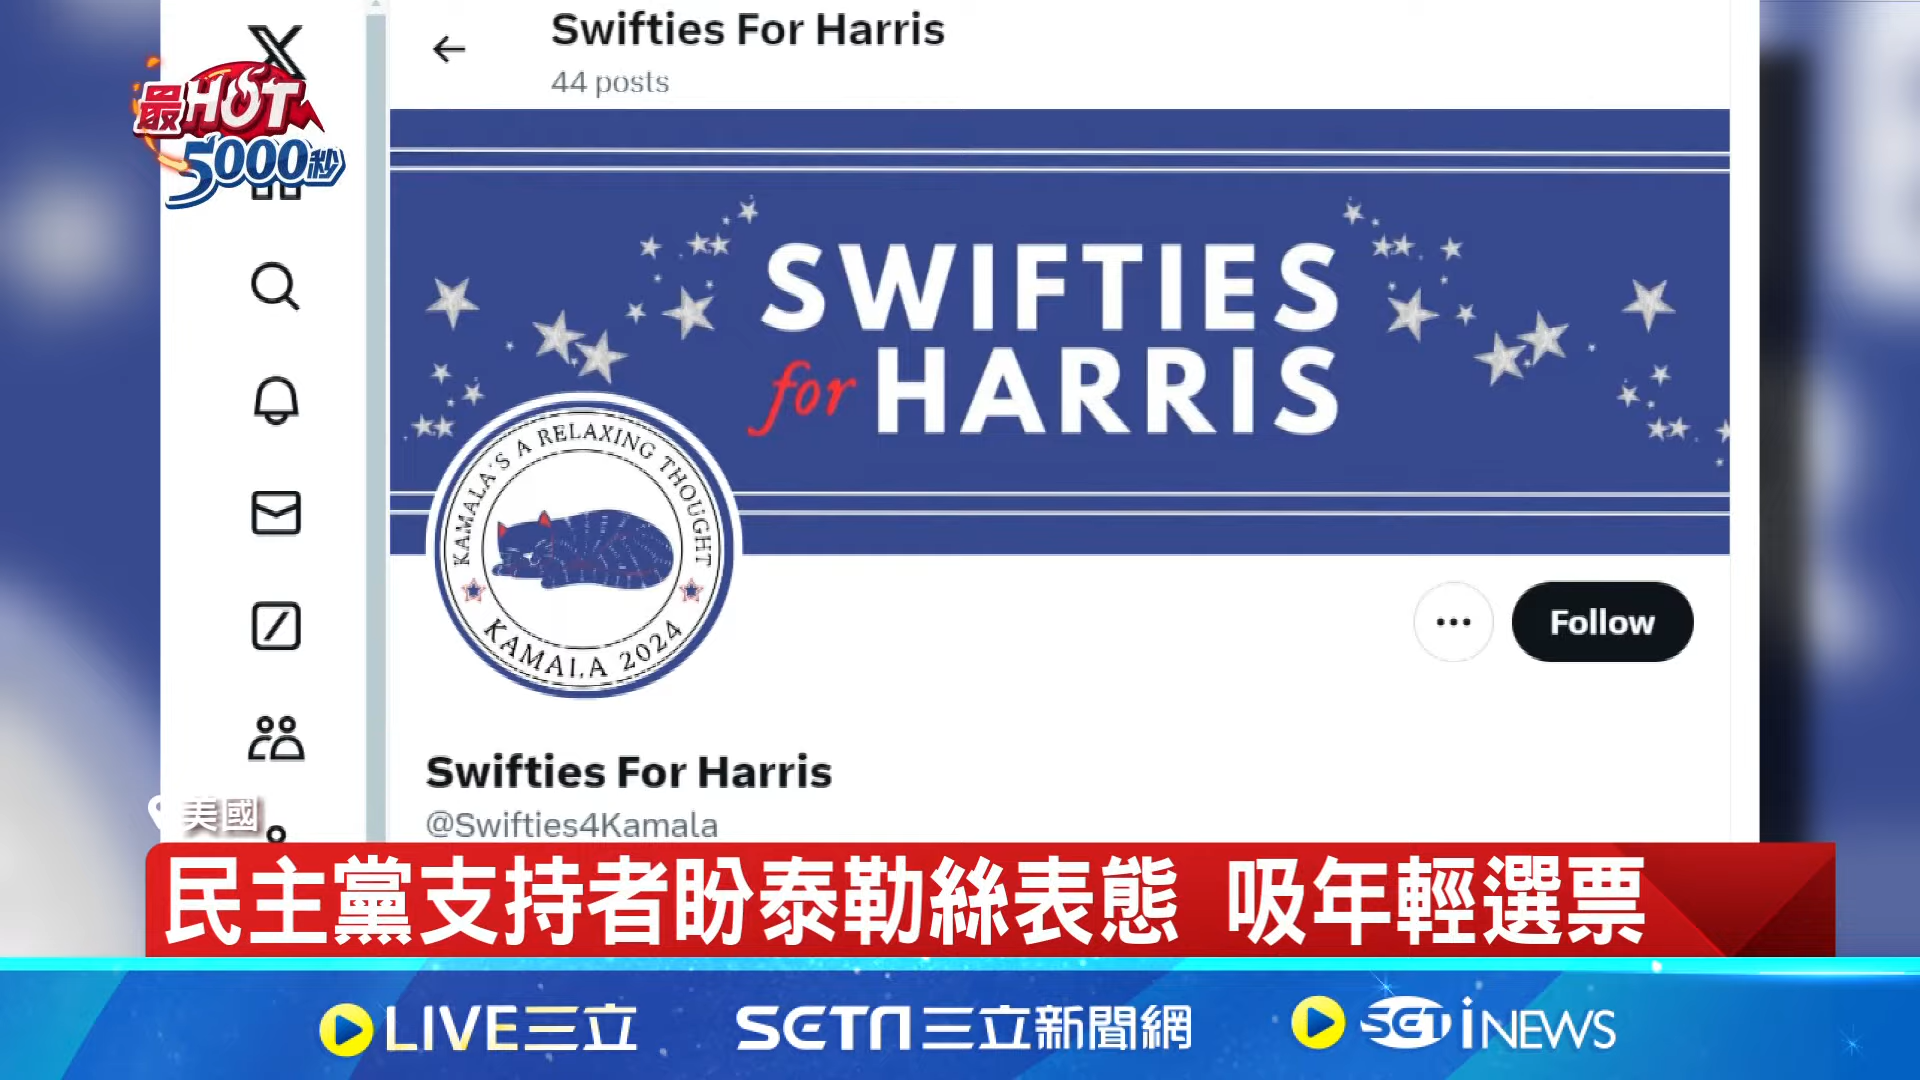 Swifties For Harris
44 posts
最HOT
5000秒
SWIFTIES
for HARRIS
KAMALA'S A RELAXING THOUGHT
KAMALA 2024
Follow
Swifties For Harris
@Swifties4Kamala
美國
民主黨支持者盼泰勒絲表態 吸年輕選票
LIVE三立
SETN三立新聞網
SET iNEWS